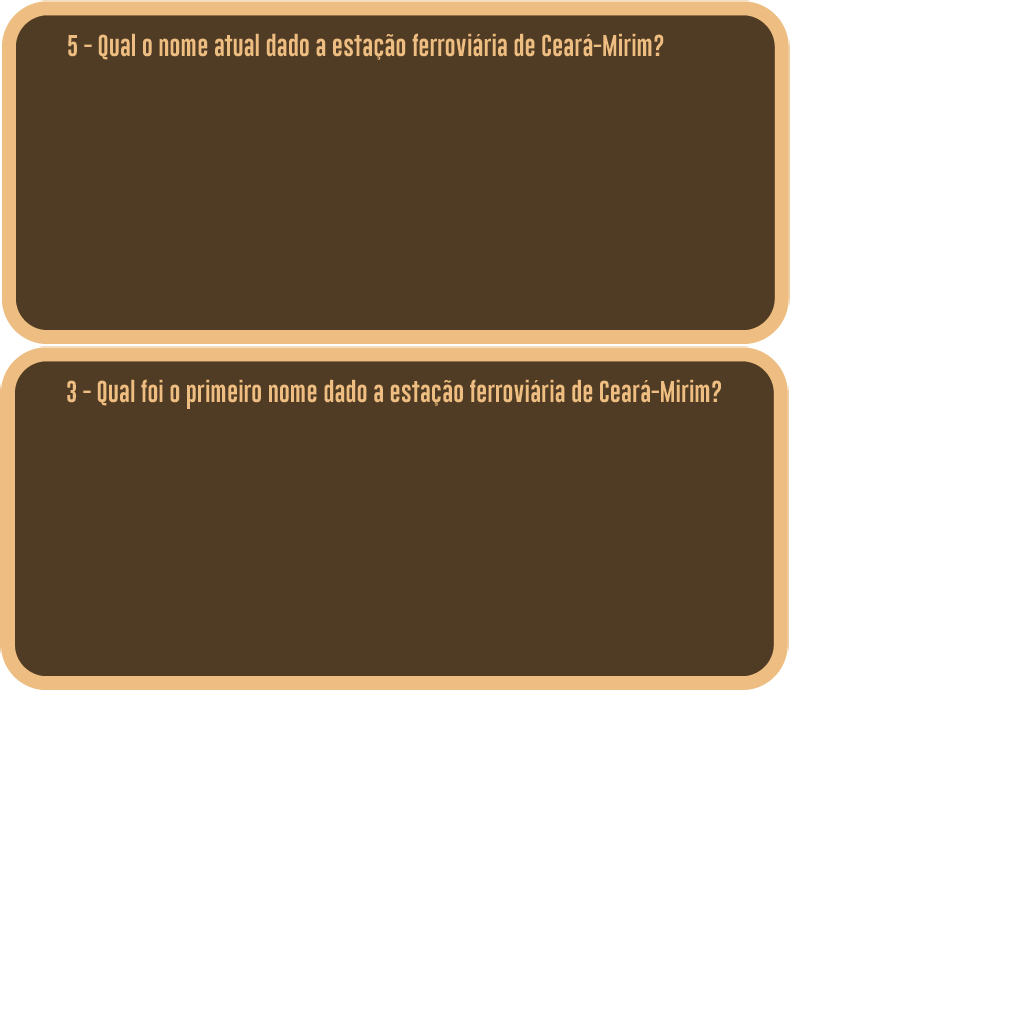 5 - Qual o nome atual dado a estação ferroviária de Ceará-Mirim?
3 - Qual foi o primeiro nome dado a estação ferroviária de Ceará-Mirim?